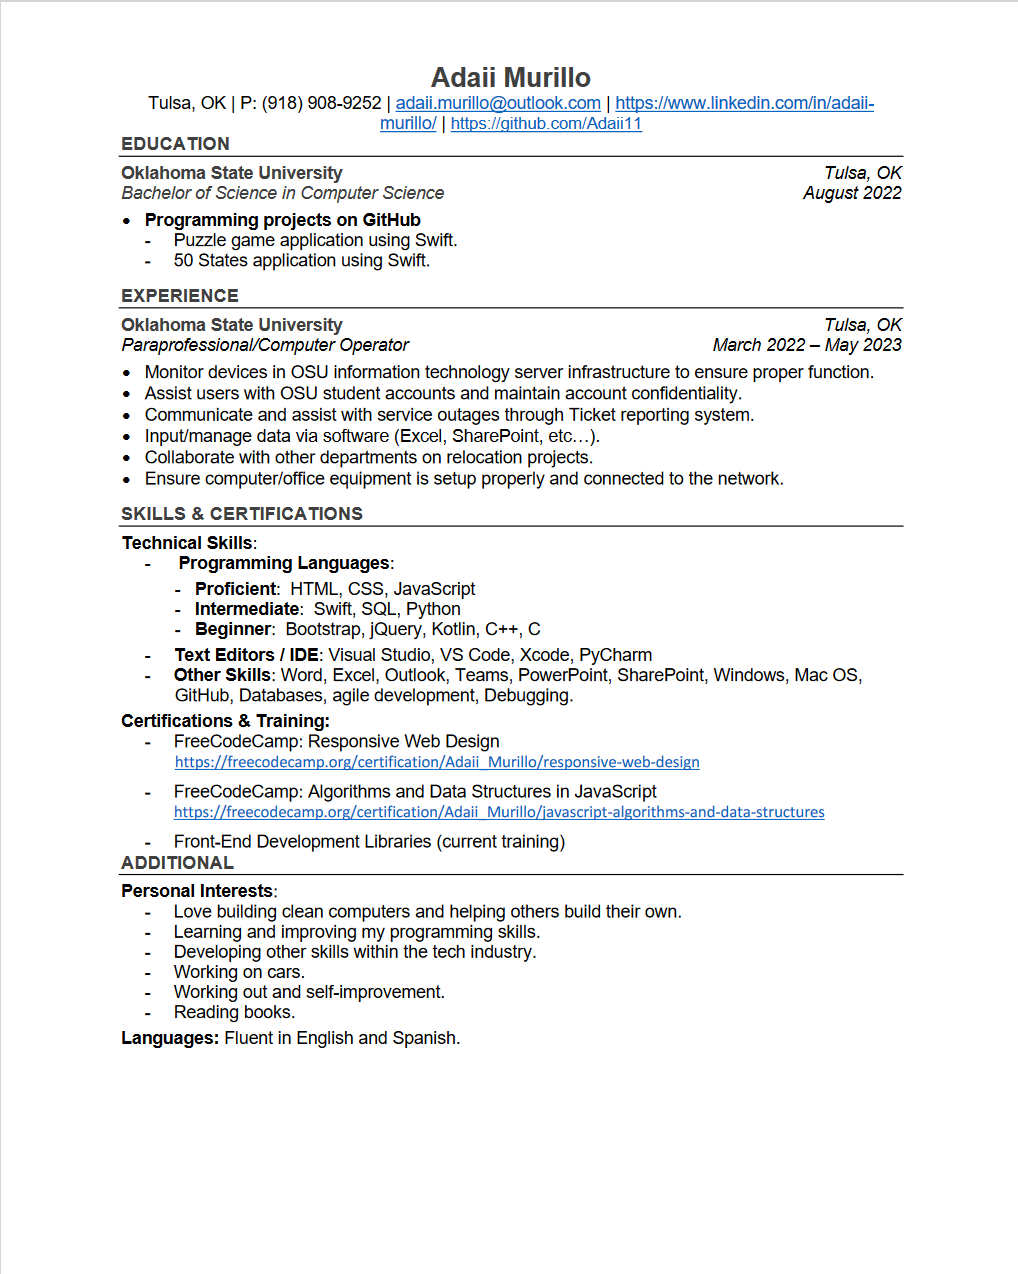 Adaii Murillo
Tulsa, OK | P: (918) 908-9252 | adaii.murillo@outlook.com | https://www.linkedin.com/in/adaii-
murillo/ | https://github.com/Adaii11
EDUCATION
Oklahoma State University Tulsa, OK
Bachelor of Science in Computer Science August 2022
• Programming projects on GitHub
- Puzzle game application using Swift.
- 50 States application using Swift.
EXPERIENCE
Oklahoma State University Tulsa, OK
Paraprofessional/Computer Operator March 2022 – May 2023
• Monitor devices in OSU information technology server infrastructure to ensure proper function.
• Assist users with OSU student accounts and maintain account confidentiality.
• Communicate and assist with service outages through Ticket reporting system.
• Input/manage data via software (Excel, SharePoint, etc…).
• Collaborate with other departments on relocation projects.
• Ensure computer/office equipment is setup properly and connected to the network.
SKILLS & CERTIFICATIONS
Technical Skills:
- Programming Languages:
- Proficient: HTML, CSS, JavaScript
- Intermediate: Swift, SQL, Python
- Beginner: Bootstrap, jQuery, Kotlin, C++, C
- Text Editors / IDE: Visual Studio, VS Code, Xcode, PyCharm
- Other Skills: Word, Excel, Outlook, Teams, PowerPoint, SharePoint, Windows, Mac OS,
GitHub, Databases, agile development, Debugging.
Certifications & Training:
- FreeCodeCamp: Responsive Web Design
https://freecodecamp.org/certification/Adaii_Murillo/responsive-web-design
- FreeCodeCamp: Algorithms and Data Structures in JavaScript
https://freecodecamp.org/certification/Adaii_Murillo/javascript-algorithms-and-data-structures
- Front-End Development Libraries (current training)
ADDITIONAL
Personal Interests:
- Love building clean computers and helping others build their own.
- Learning and improving my programming skills.
- Developing other skills within the tech industry.
- Working on cars.
- Working out and self-improvement.
- Reading books.
Languages: Fluent in English and Spanish.